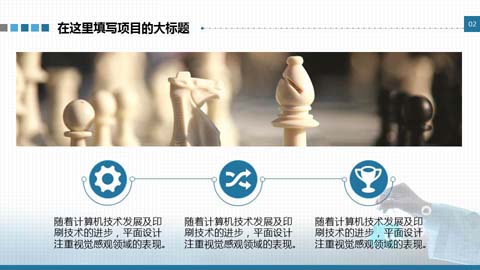 在这里填写项目的大标题
02
随着计算机技术发展及印
刷技术的进步，平面设计
注重视觉感观领域的表现。
随着计算机技术发展及印
刷技术的进步，平面设计
注重视觉感观领域的表现。
随着计算机技术发展及印
刷技术的进步，平面设计
注重视觉感观领域的表现。